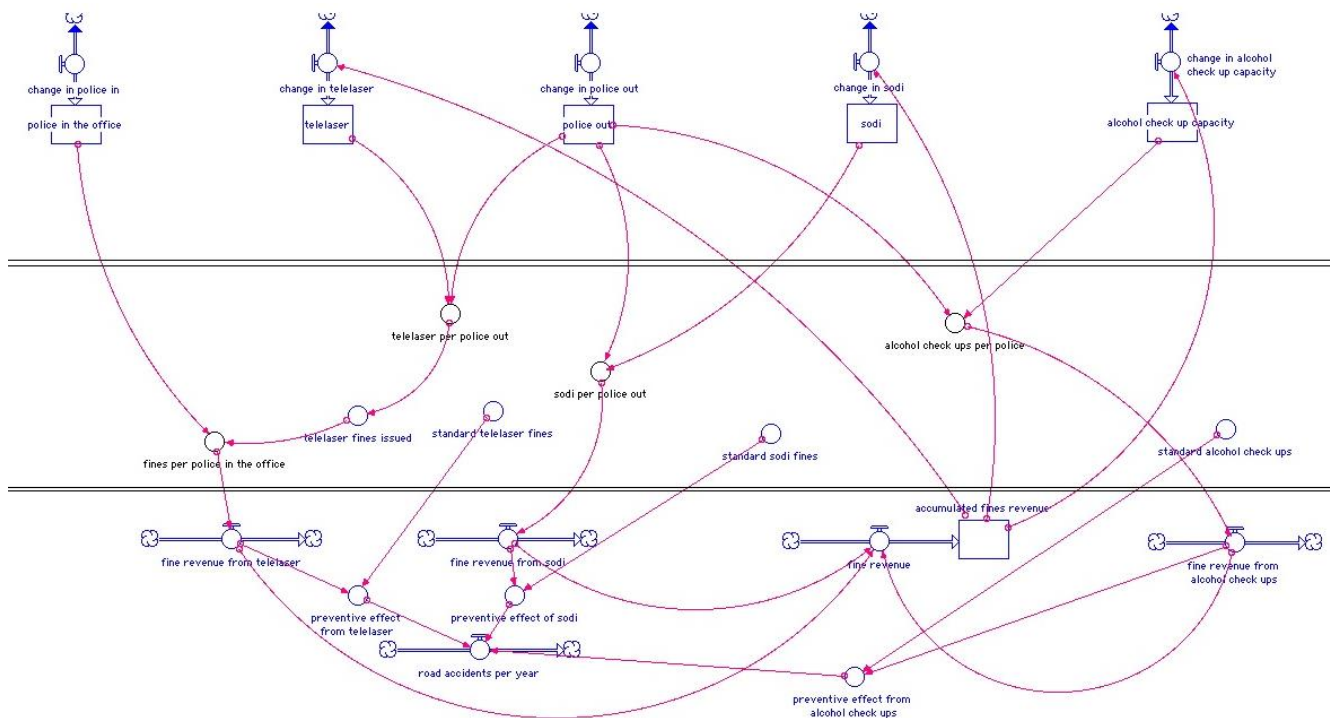 change in police in
change in telelaser
change in police out
change in sodi
change in alcohol
check up capacity
police in the office
telelaser
police out
sodi
alcohol check up capacity
telelaser per police out
alcohol check ups per police
sodi per police out
telelaser fines issued
standard telelaser fines
standard sodi fines
standard alcohol check ups
fines per police in the office
accumulated fines revenue
fine revenue from telelaser
fine revenue from sodi
fine revenue
fine revenue from
alcohol check ups
preventive effect
from telelaser
preventive effect of sodi
road accidents per year
preventive effect from
alcohol check ups